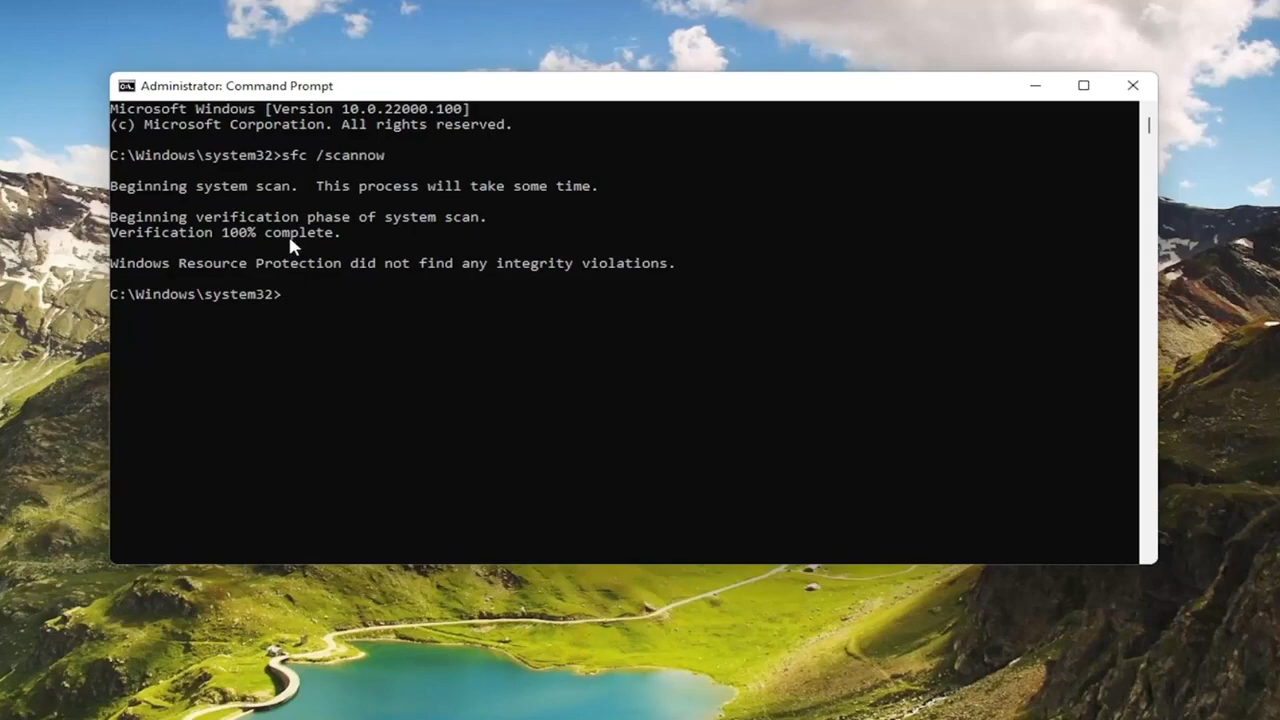 Administrator: Command Prompt
Microsoft Windows [Version 10.0.22000.100]
(c) Microsoft Corporation. All rights reserved.
C:\Windows\system32>sfc /scannow
Beginning system scan.  This process will take some time.
Beginning verification phase of system scan.
Verification 100% complete.
Windows Resource Protection did not find any integrity violations.
C:\Windows\system32>